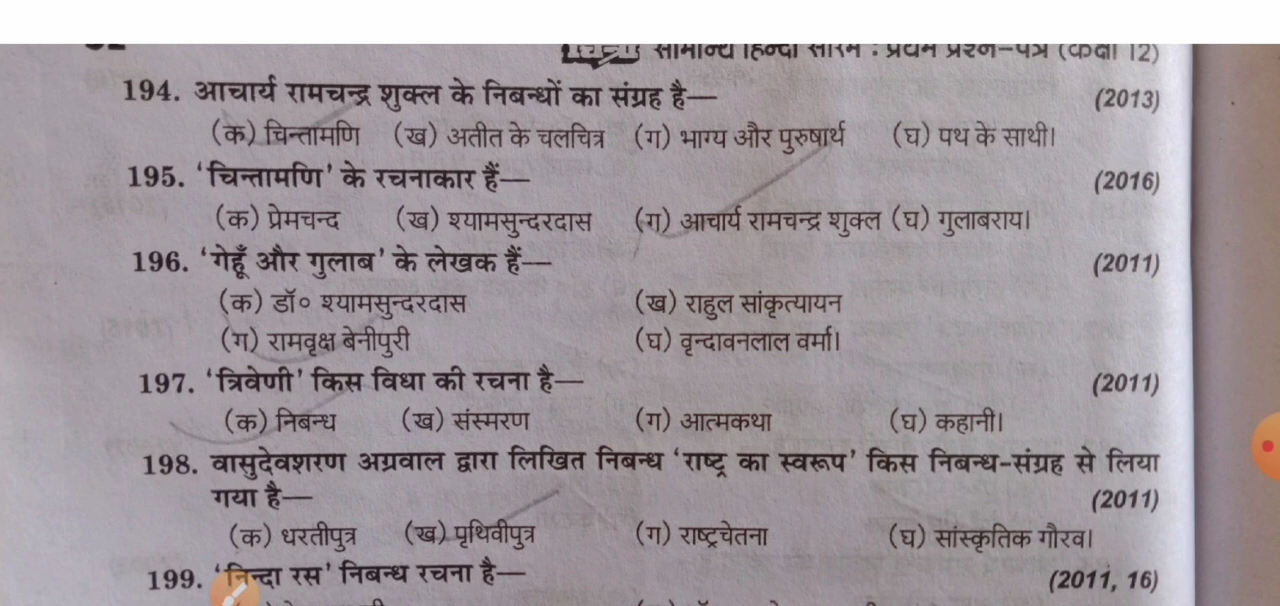 सामान्य हिन्दी सारम : प्रथम प्रश्न-पत्र (कक्षा 12)
194. आचार्य रामचन्द्र शुक्ल के निबन्धों का संग्रह है— (2013)
(क) चिन्तामणि (ख) अतीत के चलचित्र (ग) भाग्य और पुरुषार्थ (घ) पथ के साथी।
195. 'चिन्तामणि' के रचनाकार हैं— (2016)
(क) प्रेमचन्द (ख) श्यामसुन्दरदास (ग) आचार्य रामचन्द्र शुक्ल (घ) गुलाबराय।
196. 'गेहूँ और गुलाब' के लेखक हैं— (2011)
(क) डॉ० श्यामसुन्दरदास (ख) राहुल सांकृत्यायन
(ग) रामवृक्ष बेनीपुरी (घ) वृन्दावनलाल वर्मा।
197. 'त्रिवेणी' किस विधा की रचना है— (2011)
(क) निबन्ध (ख) संस्मरण (ग) आत्मकथा (घ) कहानी।
198. वासुदेवशरण अग्रवाल द्वारा लिखित निबन्ध 'राष्ट्र का स्वरूप' किस निबन्ध-संग्रह से लिया
गया है— (2011)
(क) धरतीपुत्र (ख) पृथिवीपुत्र (ग) राष्ट्रचेतना (घ) सांस्कृतिक गौरव।
199. 'निन्दा रस' निबन्ध रचना है— (2011, 16)